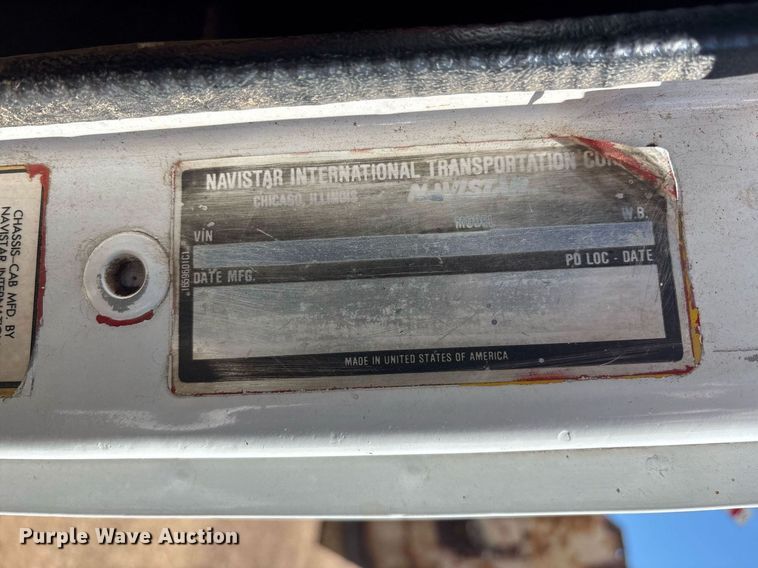 NAVISTAR INTERNATIONAL TRANSPORTATION
CHICAGO, ILLINOIS
NAVISTAR
VIN
MODEL
W.B.
DATE MFG.
PD LOC - DATE
MADE IN UNITED STATES OF AMERICA
CHASSIS-CAB MFD. BY
NAVISTAR
Purple Wave Auction